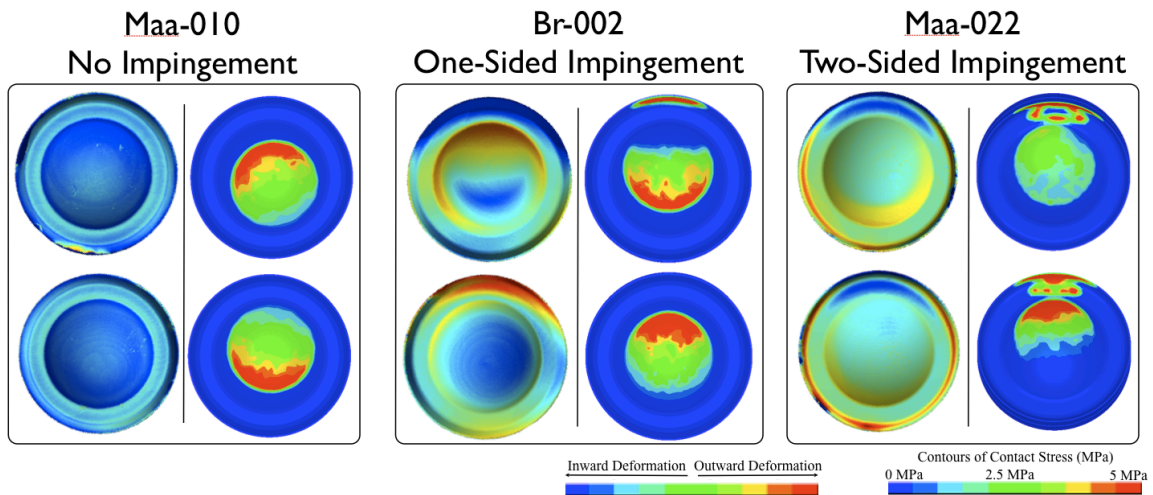 Maa-010
No Impingement
Br-002
One-Sided Impingement
Maa-022
Two-Sided Impingement
Inward Deformation Outward Deformation
Contours of Contact Stress (MPa)
0 MPa 2.5 MPa 5 MPa